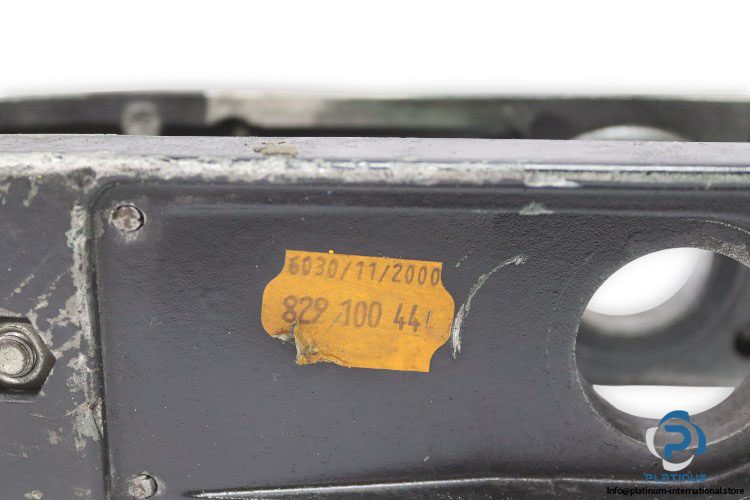 6030/11/2000
829 100 44
PLATINUM
info@platinum-international.store